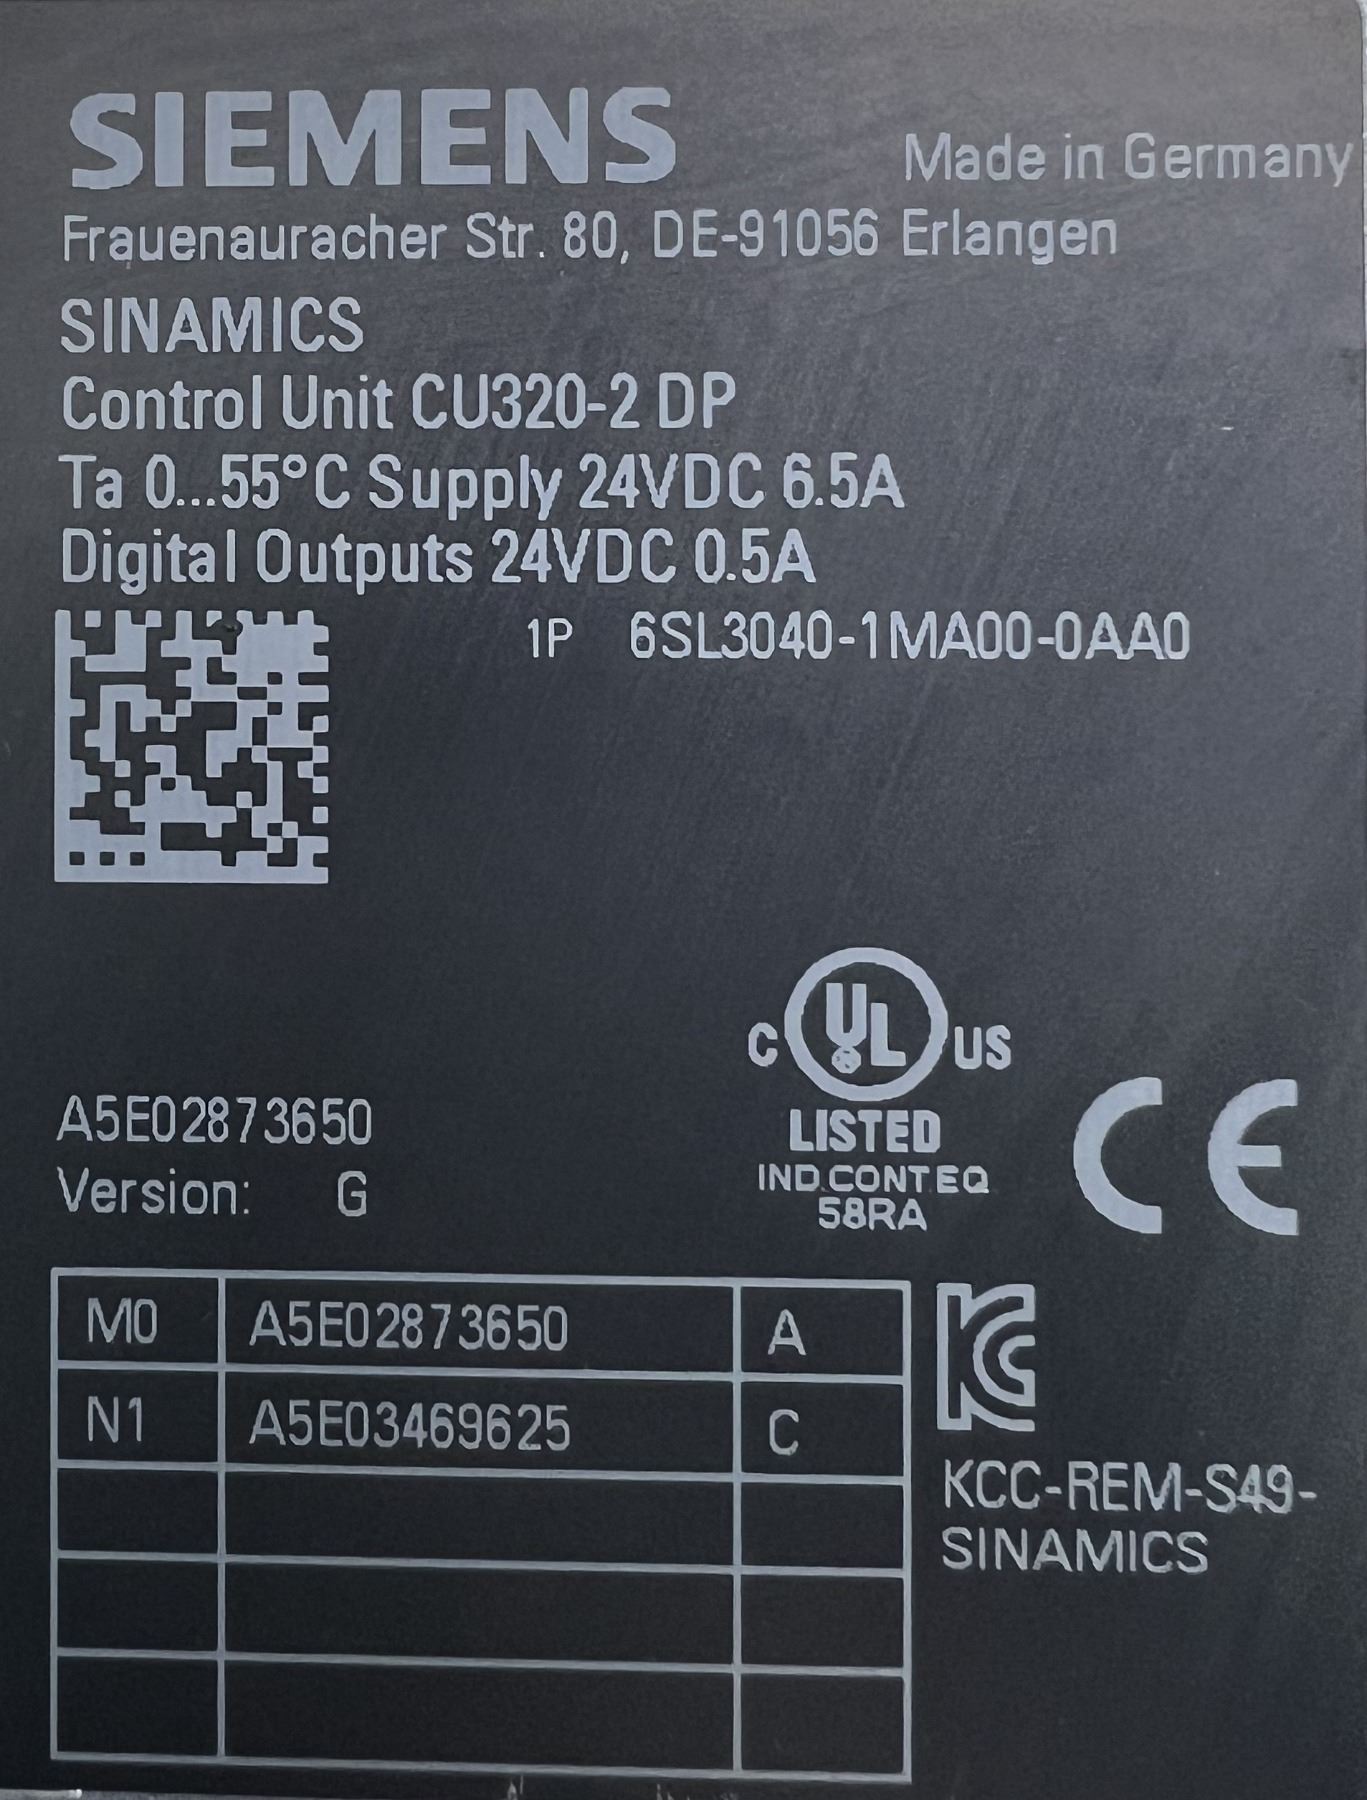 SIEMENS
Made in Germany
Frauenauracher Str. 80, DE-91056 Erlangen
SINAMICS
Control Unit CU320-2 DP
Ta 0...55°C Supply 24VDC 6.5A
Digital Outputs 24VDC 0.5A
1P 6SL3040-1MA00-0AA0
C UL US
LISTED
IND.CONT.EQ
58RA
CE
A5E02873650
Version: G
M0 A5E02873650 A
N1 A5E03469625 C
KC
KCC-REM-S49-
SINAMICS